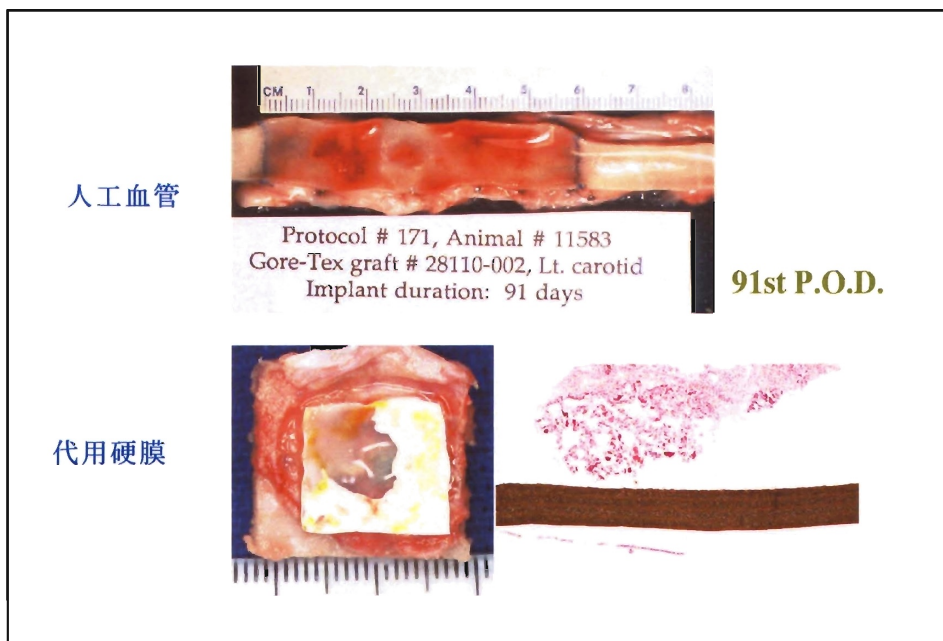 CM 1 2 3 4 5 6 7 8
人工血管
Protocol # 171, Animal # 11583
Gore-Tex graft # 28110-002, Lt. carotid
Implant duration: 91 days
91st P.O.D.
代用硬膜